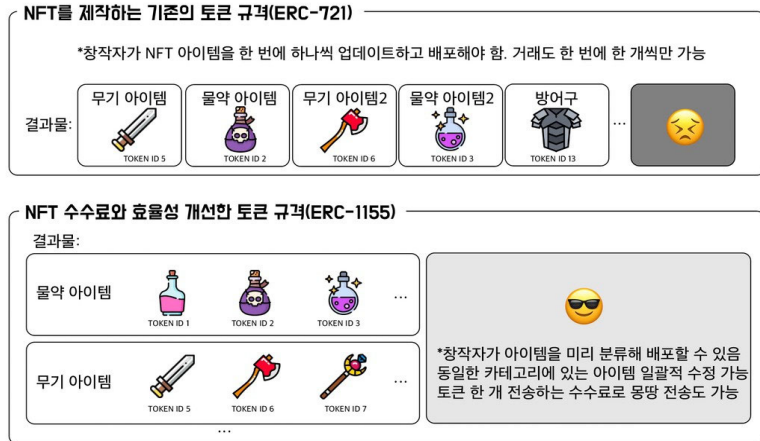 NFT를 제작하는 기존의 토큰 규격(ERC-721)
*창작자가 NFT 아이템을 한 번에 하나씩 업데이트하고 배포해야 함. 거래도 한 번에 한 개씩만 가능
결과물:
무기 아이템
물약 아이템
무기 아이템2
물약 아이템2
방어구
...
TOKEN ID 5
TOKEN ID 2
TOKEN ID 6
TOKEN ID 3
TOKEN ID 13
NFT 수수료와 효율성 개선한 토큰 규격(ERC-1155)
결과물:
물약 아이템
...
TOKEN ID 1
TOKEN ID 2
TOKEN ID 3
무기 아이템
...
TOKEN ID 5
TOKEN ID 6
TOKEN ID 7
...
*창작자가 아이템을 미리 분류해 배포할 수 있음
동일한 카테고리에 있는 아이템 일괄적 수정 가능
토큰 한 개 전송하는 수수료로 몽땅 전송도 가능